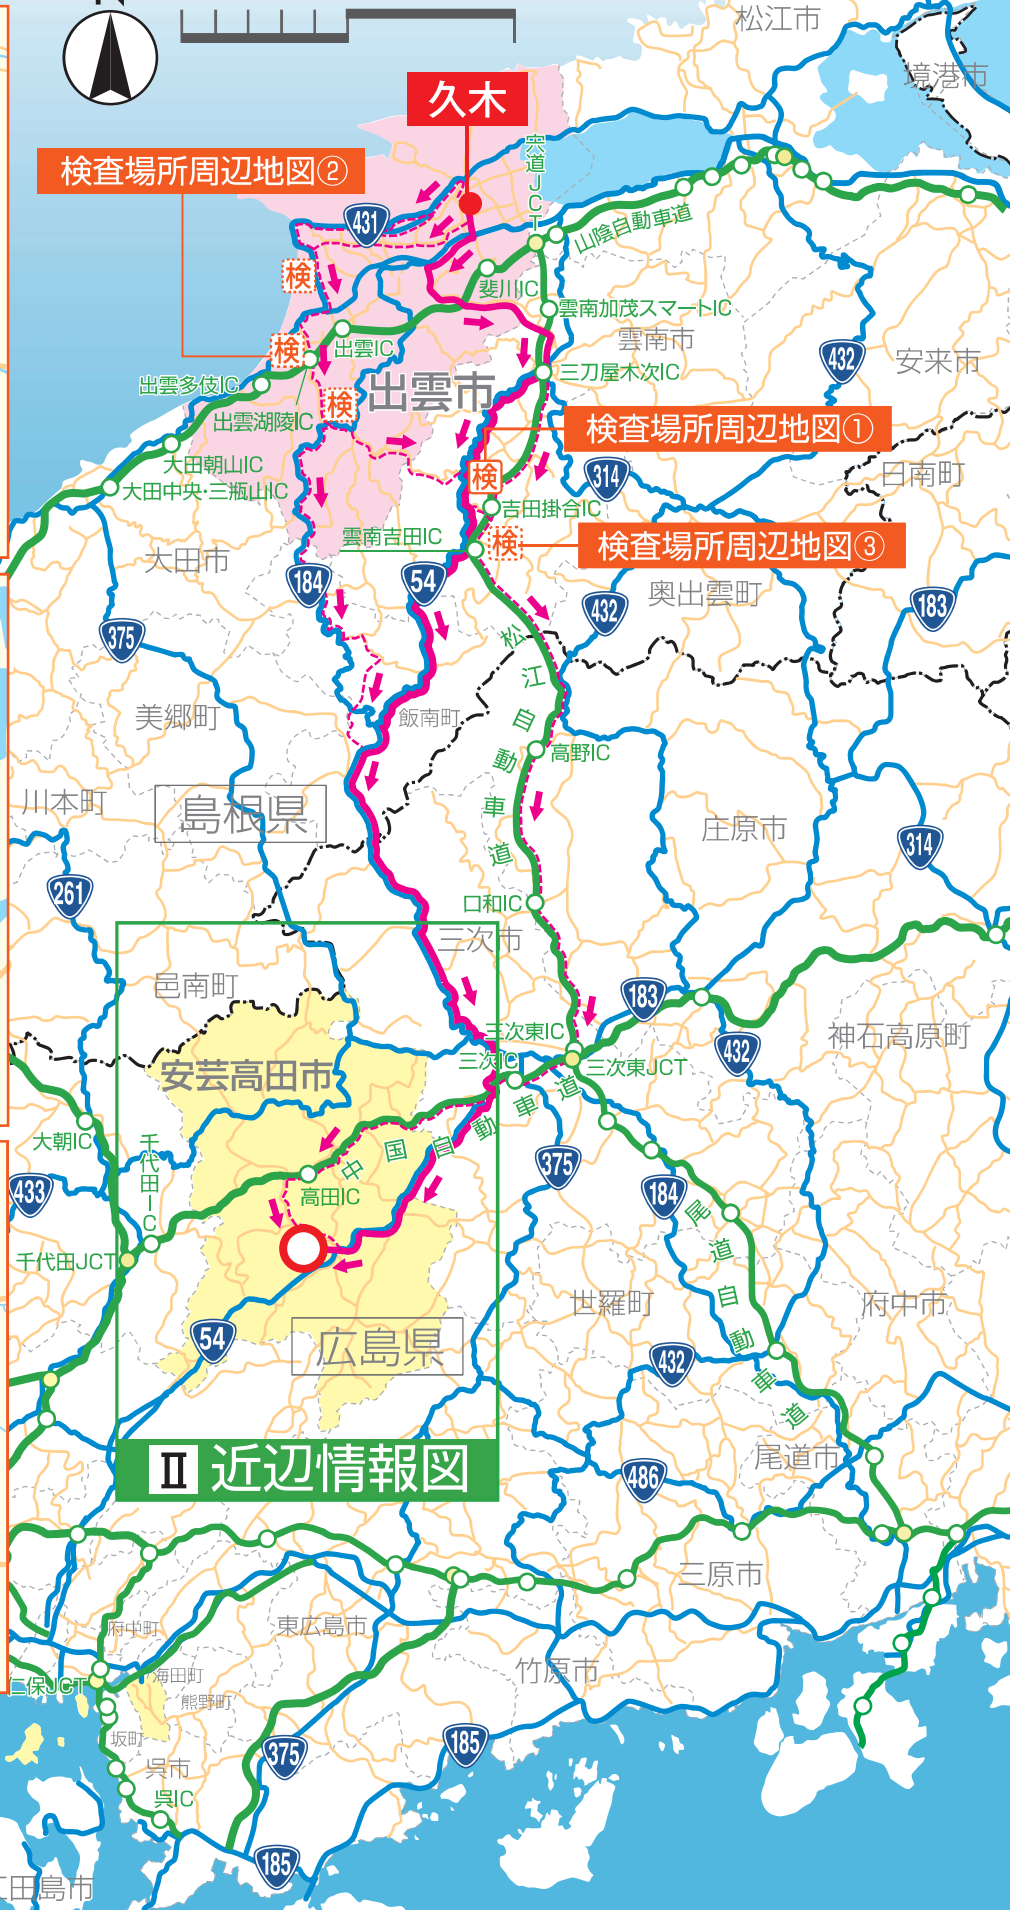 松江市
境港市
久木
宍道JCT
検査場所周辺地図②
431
山陰自動車道
検
斐川IC
雲南加茂スマートIC
雲南市
432
安来市
検
出雲IC
出雲多伎IC
三刀屋木次IC
出雲市
検
出雲湖陵IC
検査場所周辺地図①
大田朝山IC
検
314
日南町
大田中央・三瓶山IC
吉田掛合IC
雲南吉田IC
検
検査場所周辺地図③
大田市
184
54
432
奥出雲町
183
375
松江自動車道
美郷町
飯南町
高野IC
川本町
島根県
庄原市
314
261
口和IC
三次市
邑南町
183
三次東IC
神石高原町
432
三次IC
三次東JCT
安芸高田市
大朝IC
千代田IC
中国自動車道
375
433
高田IC
184
尾道自動車道
千代田JCT
世羅町
府中市
54
広島県
432
Ⅱ 近辺情報図
尾道市
486
三原市
府中町
東広島市
海田町
竹原市
仁保JCT
熊野町
坂町
185
375
呉市
呉IC
185
江田島市